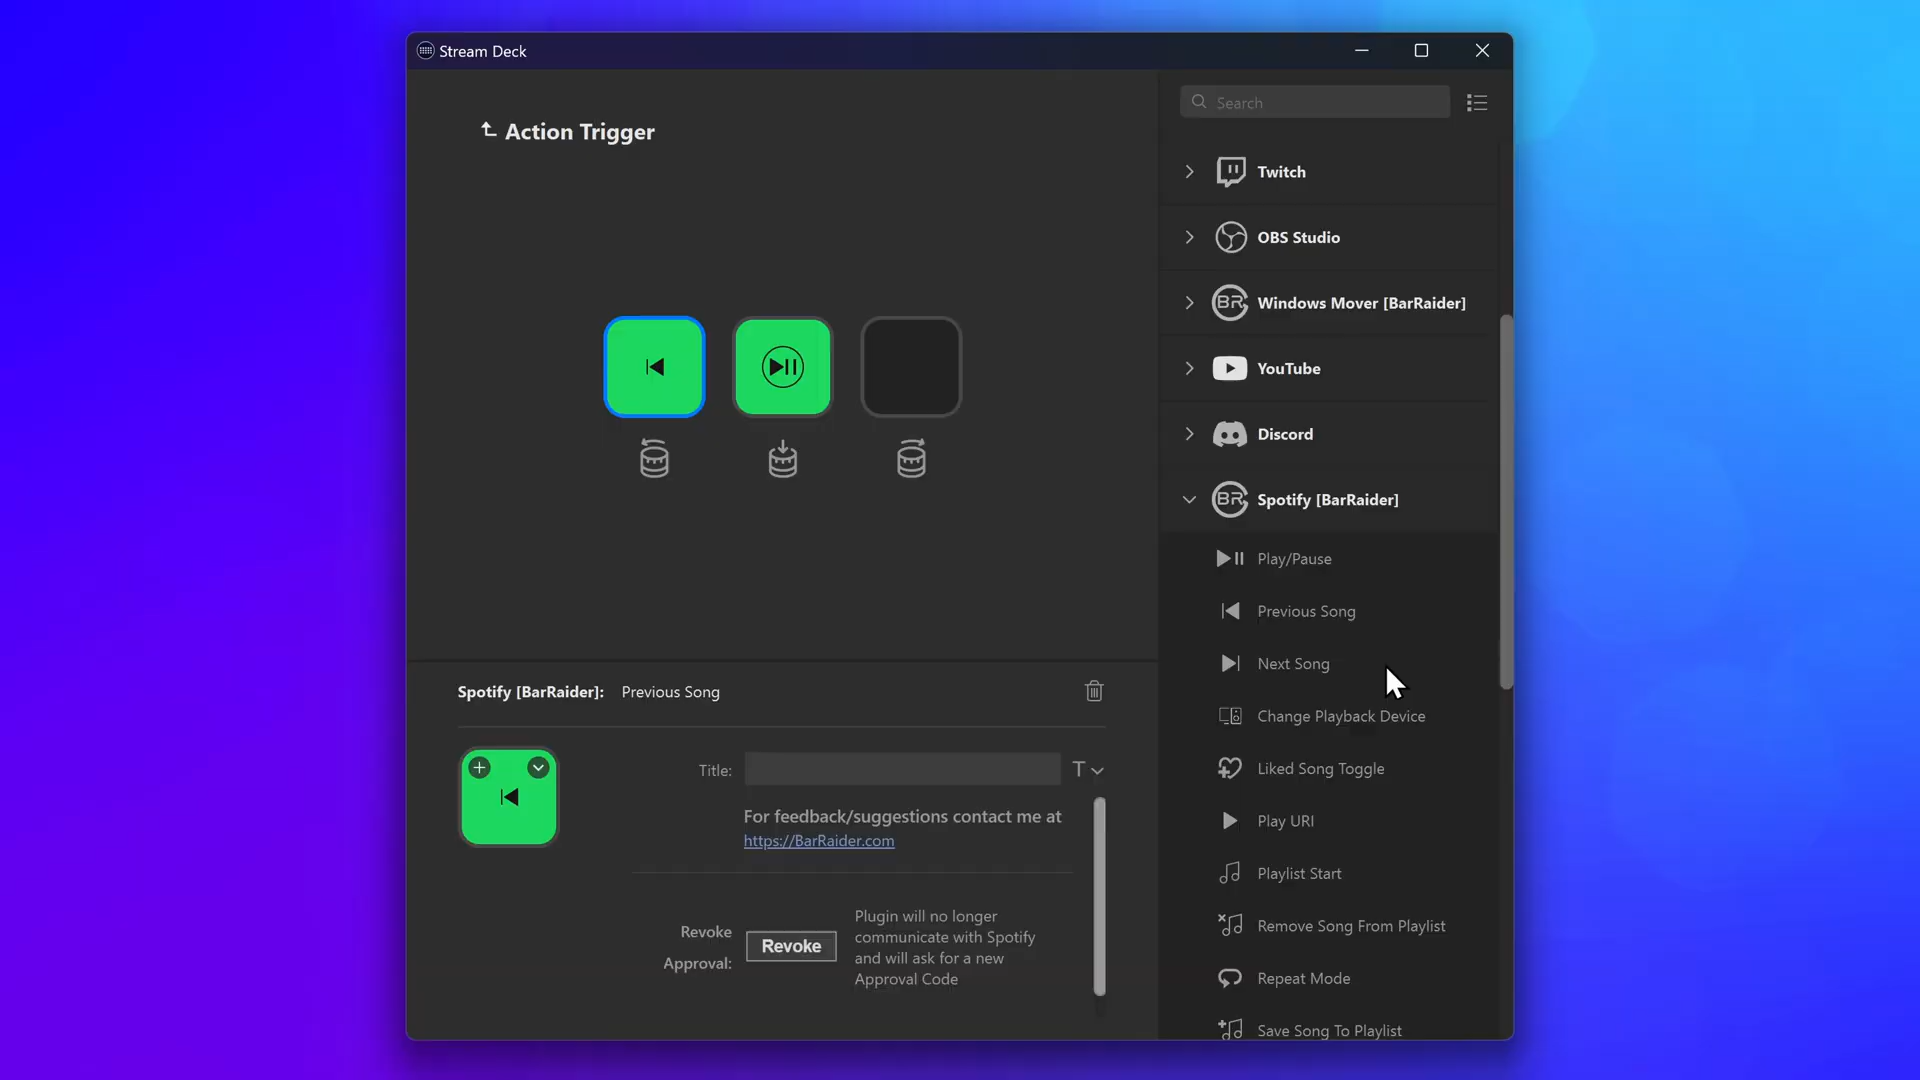 Stream Deck
Action Trigger
Search
Twitch
OBS Studio
BR Windows Mover [BarRaider]
YouTube
Discord
BR Spotify [BarRaider]
Play/Pause
Previous Song
Next Song
Change Playback Device
Liked Song Toggle
Play URI
Playlist Start
Remove Song From Playlist
Repeat Mode
Save Song To Playlist
Spotify [BarRaider]: Previous Song
Title:
T
For feedback/suggestions contact me at
https://BarRaider.com
Revoke
Approval:
Revoke
Plugin will no longer
communicate with Spotify
and will ask for a new
Approval Code